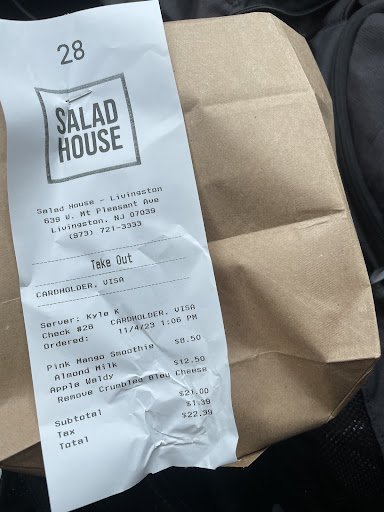 28
SALAD
HOUSE
Salad House - Livingston
539 W. Mt Pleasant Ave
Livingston, NJ 07039
(973) 721-3333
Take Out
CARDHOLDER, VISA
Server: Kyle K
Check #28 CARDHOLDER, VISA
Ordered: 11/4/23 1:06 PM
Pink Mango Smoothie $8.50
Almond Milk
Apple Waldy $12.50
Remove Crumbled Bleu Cheese
Subtotal $21.00
Tax $1.39
Total $22.39